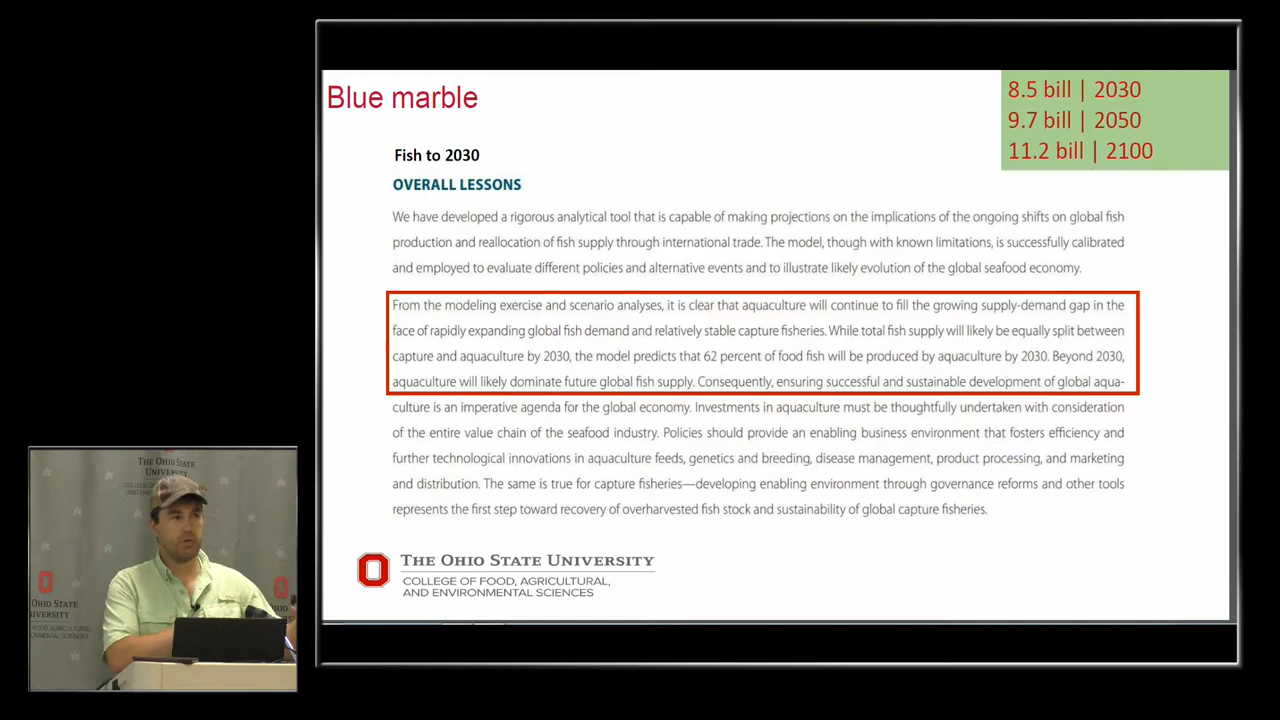 Blue marble
8.5 bill | 2030
9.7 bill | 2050
11.2 bill | 2100
Fish to 2030
OVERALL LESSONS
We have developed a rigorous analytical tool that is capable of making projections on the implications of the ongoing shifts on global fish
production and reallocation of fish supply through international trade. The model, though with known limitations, is successfully calibrated
and employed to evaluate different policies and alternative events and to illustrate likely evolution of the global seafood economy.
From the modeling exercise and scenario analyses, it is clear that aquaculture will continue to fill the growing supply-demand gap in the
face of rapidly expanding global fish demand and relatively stable capture fisheries. While total fish supply will likely be equally split between
capture and aquaculture by 2030, the model predicts that 62 percent of food fish will be produced by aquaculture by 2030. Beyond 2030,
aquaculture will likely dominate future global fish supply. Consequently, ensuring successful and sustainable development of global aqua-
culture is an imperative agenda for the global economy. Investments in aquaculture must be thoughtfully undertaken with consideration
of the entire value chain of the seafood industry. Policies should provide an enabling business environment that fosters efficiency and
further technological innovations in aquaculture feeds, genetics and breeding, disease management, product processing, and marketing
and distribution. The same is true for capture fisheries—developing enabling environment through governance reforms and other tools
represents the first step toward recovery of overharvested fish stock and sustainability of global capture fisheries.
THE OHIO STATE UNIVERSITY
COLLEGE OF FOOD, AGRICULTURAL,
AND ENVIRONMENTAL SCIENCES
THE OHIO STATE
UNIVERSITY
COLLEGE OF
AND ENVIRONM
OHIO STATE
UNIVERSITY